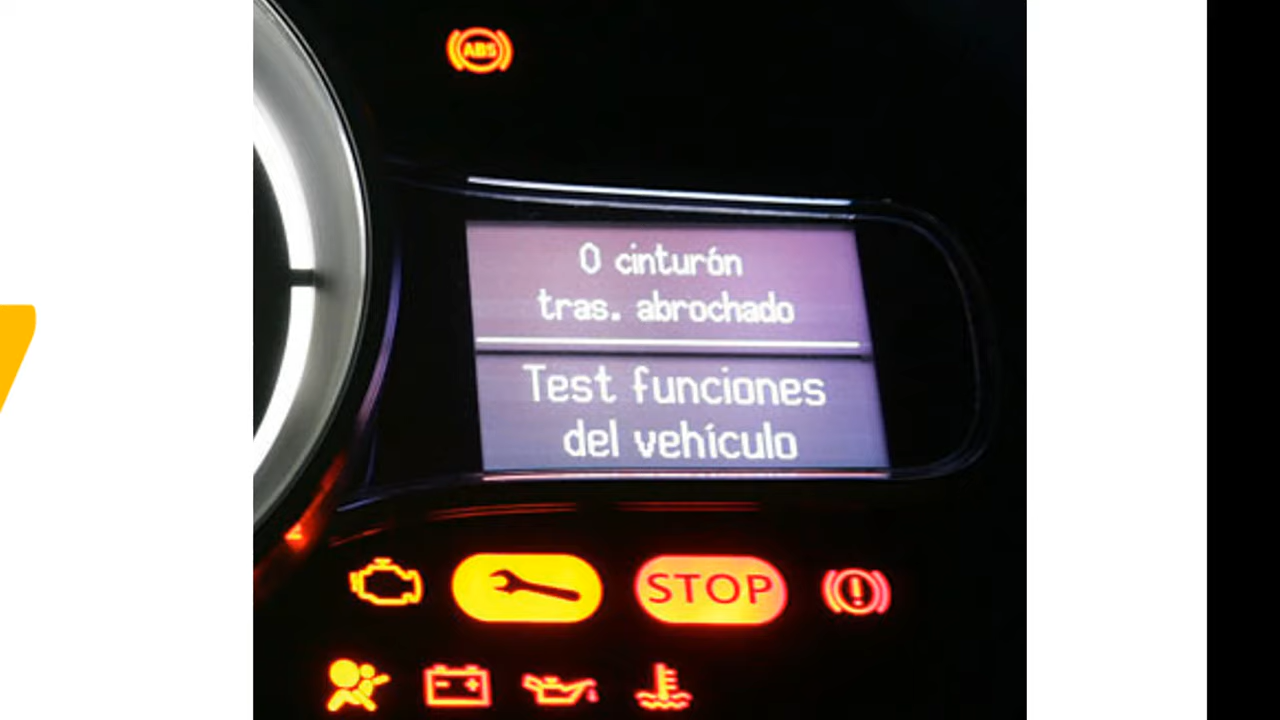 ABS
0 cinturón
tras. abrochado
Test funciones
del vehículo
STOP